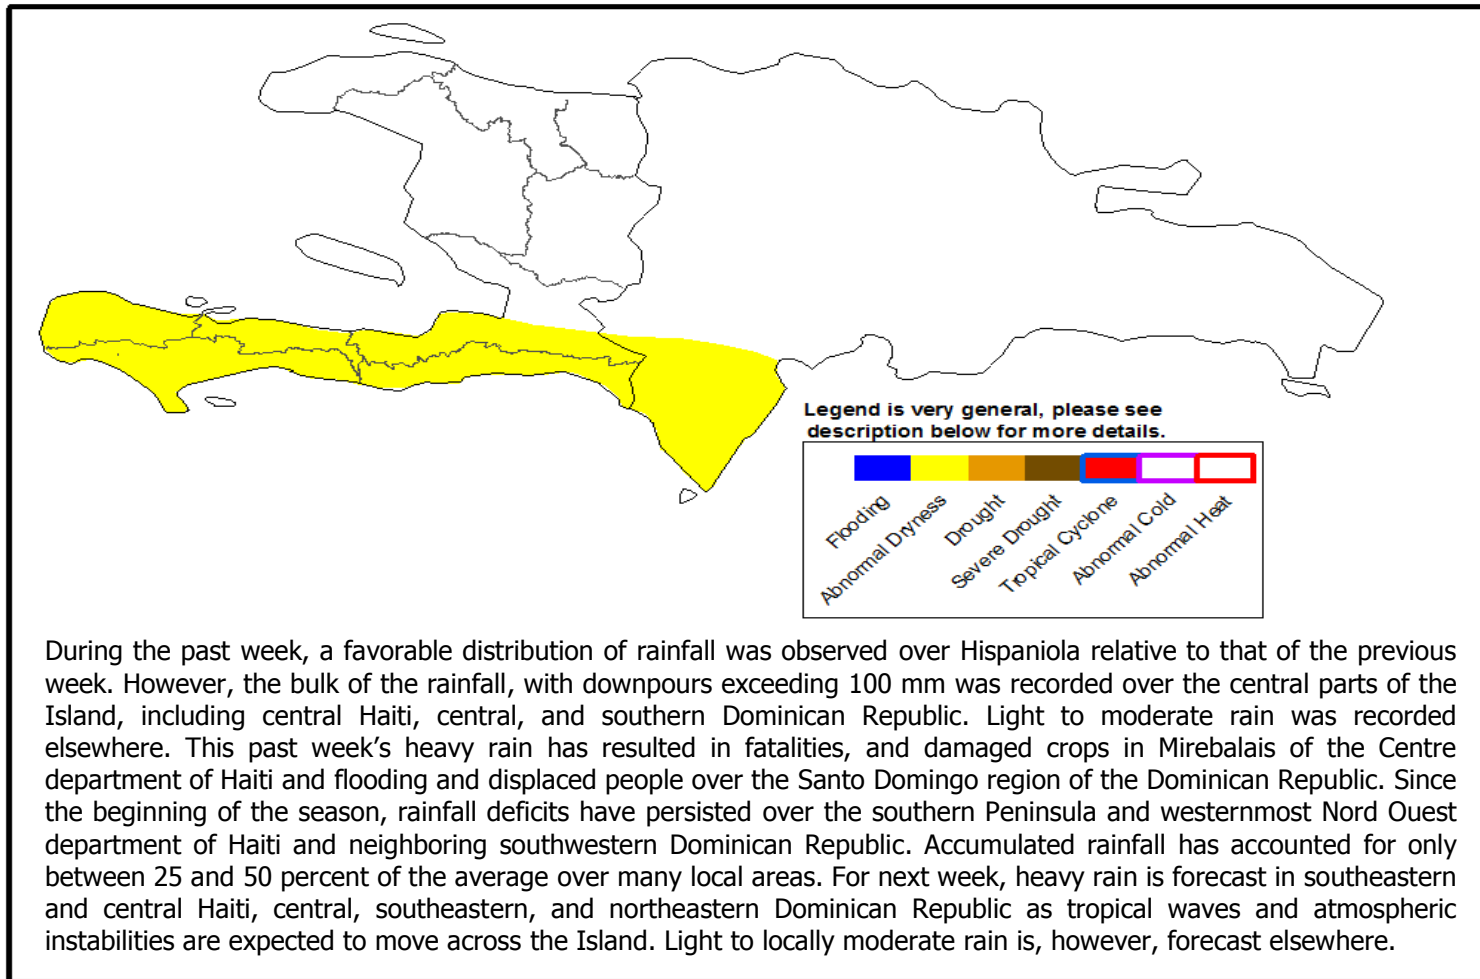 Legend is very general, please see
description below for more details.
Flooding
Abnormal Dryness
Drought
Severe Drought
Tropical Cyclone
Abnormal Cold
Abnormal Heat
During the past week, a favorable distribution of rainfall was observed over Hispaniola relative to that of the previous
week. However, the bulk of the rainfall, with downpours exceeding 100 mm was recorded over the central parts of the
Island, including central Haiti, central, and southern Dominican Republic. Light to moderate rain was recorded
elsewhere. This past week’s heavy rain has resulted in fatalities, and damaged crops in Mirebalais of the Centre
department of Haiti and flooding and displaced people over the Santo Domingo region of the Dominican Republic. Since
the beginning of the season, rainfall deficits have persisted over the southern Peninsula and westernmost Nord Ouest
department of Haiti and neighboring southwestern Dominican Republic. Accumulated rainfall has accounted for only
between 25 and 50 percent of the average over many local areas. For next week, heavy rain is forecast in southeastern
and central Haiti, central, southeastern, and northeastern Dominican Republic as tropical waves and atmospheric
instabilities are expected to move across the Island. Light to locally moderate rain is, however, forecast elsewhere.